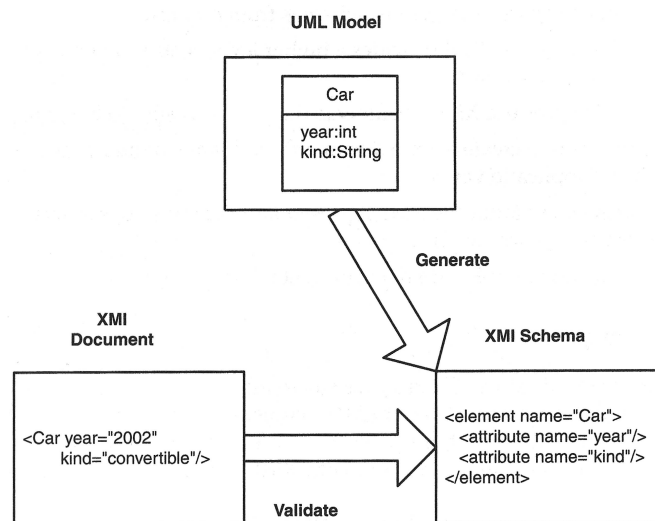 UML Model
Car
year:int
kind:String
Generate
XMI
Document
XMI Schema
<Car year="2002"
kind="convertible"/>
<element name="Car">
<attribute name="year"/>
<attribute name="kind"/>
</element>
Validate